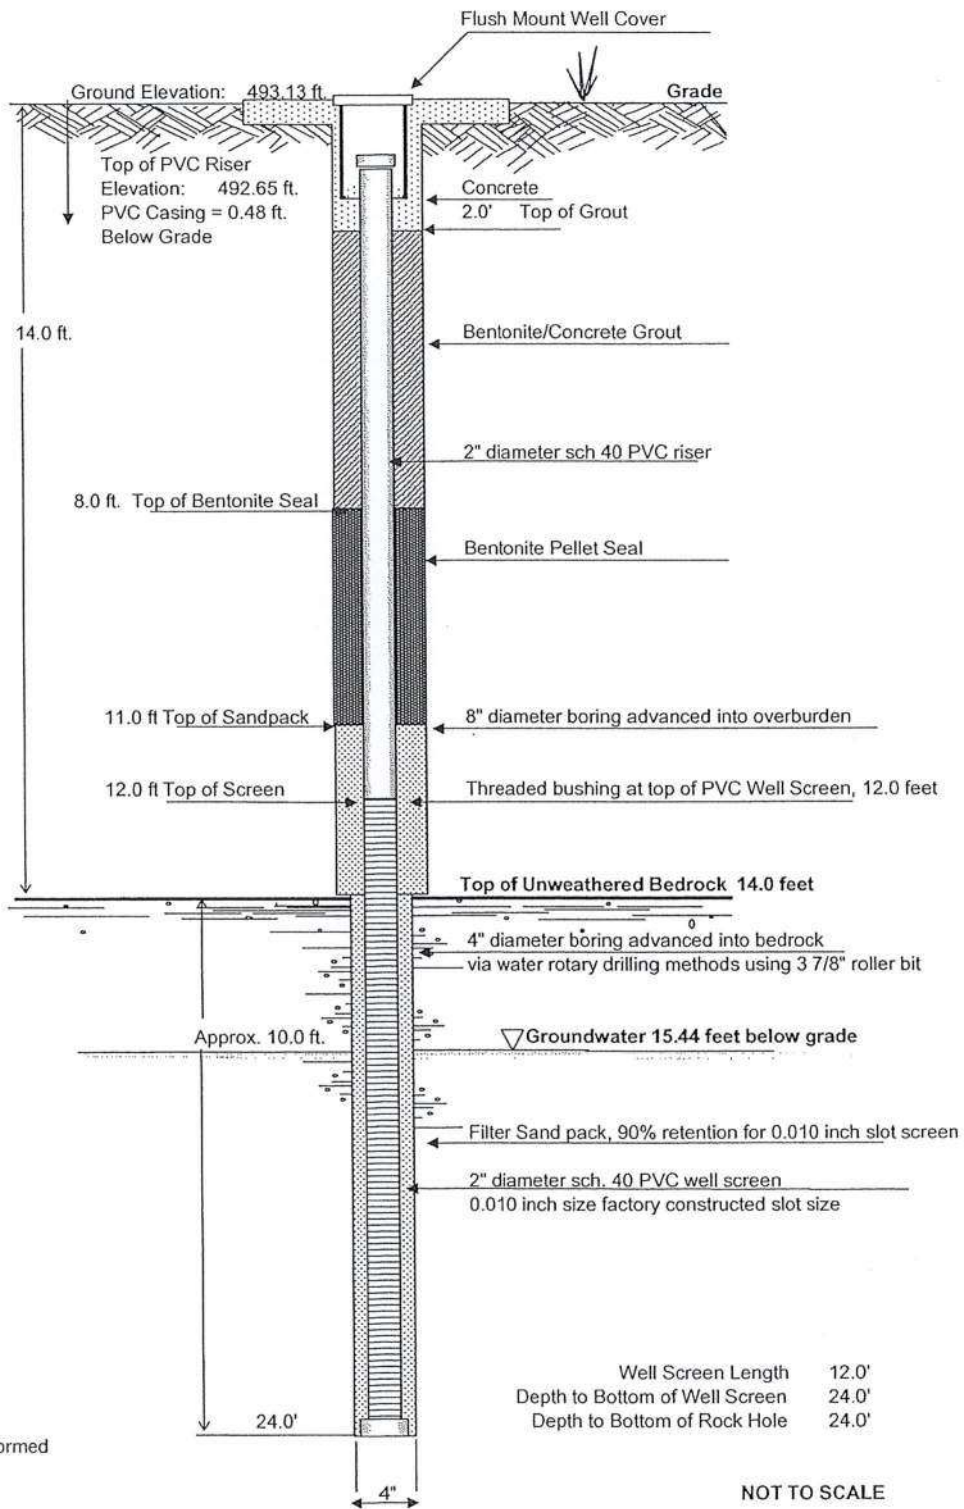 Flush Mount Well Cover
Ground Elevation: 493.13 ft.
Grade
Top of PVC Riser
Elevation: 492.65 ft.
PVC Casing = 0.48 ft.
Below Grade
Concrete
2.0' Top of Grout
14.0 ft.
Bentonite/Concrete Grout
2" diameter sch 40 PVC riser
8.0 ft. Top of Bentonite Seal
Bentonite Pellet Seal
11.0 ft Top of Sandpack
8" diameter boring advanced into overburden
12.0 ft Top of Screen
Threaded bushing at top of PVC Well Screen, 12.0 feet
Top of Unweathered Bedrock 14.0 feet
4" diameter boring advanced into bedrock
via water rotary drilling methods using 3 7/8" roller bit
Approx. 10.0 ft.
Groundwater 15.44 feet below grade
Filter Sand pack, 90% retention for 0.010 inch slot screen
2" diameter sch. 40 PVC well screen
0.010 inch size factory constructed slot size
Well Screen Length 12.0'
Depth to Bottom of Well Screen 24.0'
Depth to Bottom of Rock Hole 24.0'
24.0'
ormed
4"
NOT TO SCALE